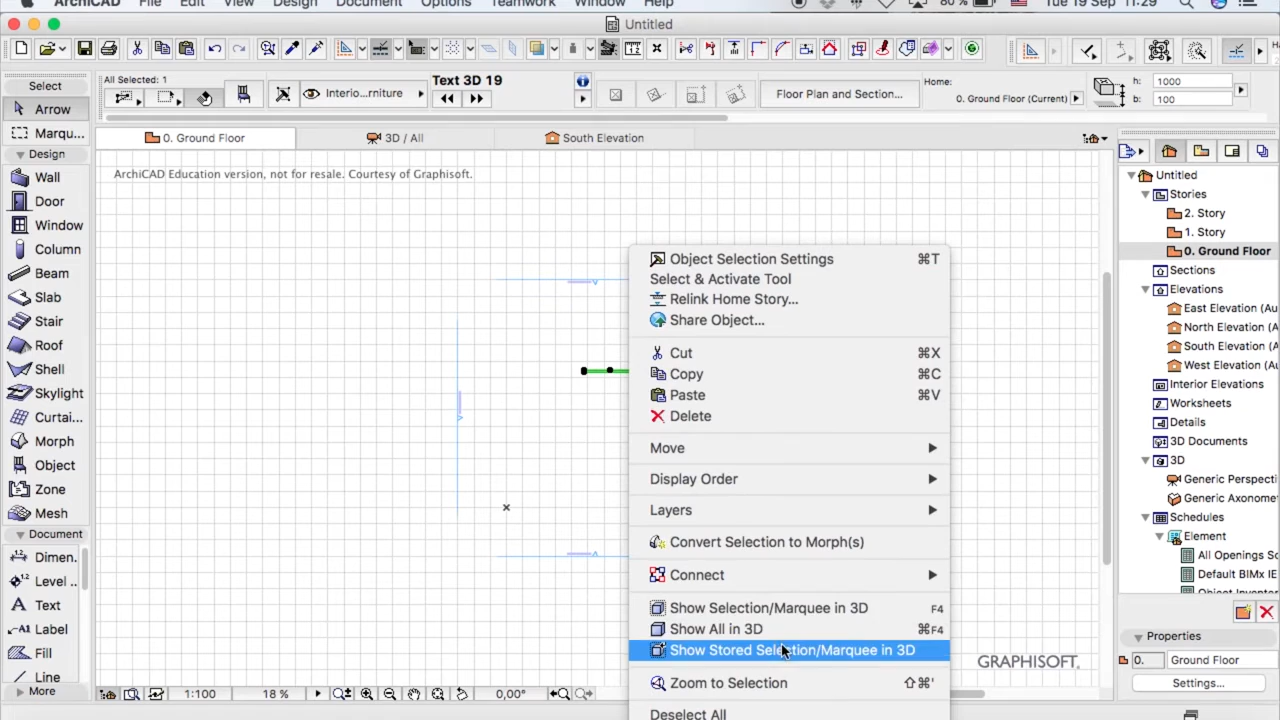 ArchiCAD File Edit View Design Document Options Teamwork Window Help 80 % Tue 19 Sep 11:29
Untitled
Select
Arrow
Marqu...
Design
Wall
Door
Window
Column
Beam
Slab
Stair
Roof
Shell
Skylight
Curtai...
Morph
Object
Zone
Mesh
Document
Dimen.
Level ..
Text
A1 Label
Fill
Line
More
All Selected: 1
Interio...rniture
Text 3D 19
Floor Plan and Section...
Home:
0. Ground Floor (Current)
h: 1000
b: 100
0. Ground Floor
3D / All
South Elevation
ArchiCAD Education version, not for resale. Courtesy of Graphisoft.
Object Selection Settings ⌘T
Select & Activate Tool
Relink Home Story...
Share Object...
Cut ⌘X
Copy ⌘C
Paste ⌘V
Delete
Move
Display Order
Layers
Convert Selection to Morph(s)
Connect
Show Selection/Marquee in 3D F4
Show All in 3D ⌘F4
Show Stored Selection/Marquee in 3D
Zoom to Selection ⇧⌘'
Deselect All
GRAPHISOFT.
1:100
18 %
0,00°
Untitled
Stories
2. Story
1. Story
0. Ground Floor
Sections
Elevations
East Elevation (Au
North Elevation (
South Elevation (A
West Elevation (Au
Interior Elevations
Worksheets
Details
3D Documents
3D
Generic Perspecti
Generic Axonome
Schedules
Element
All Openings Sc
Default BIMx IE
Object Inventor
Properties
0. Ground Floor
Settings...